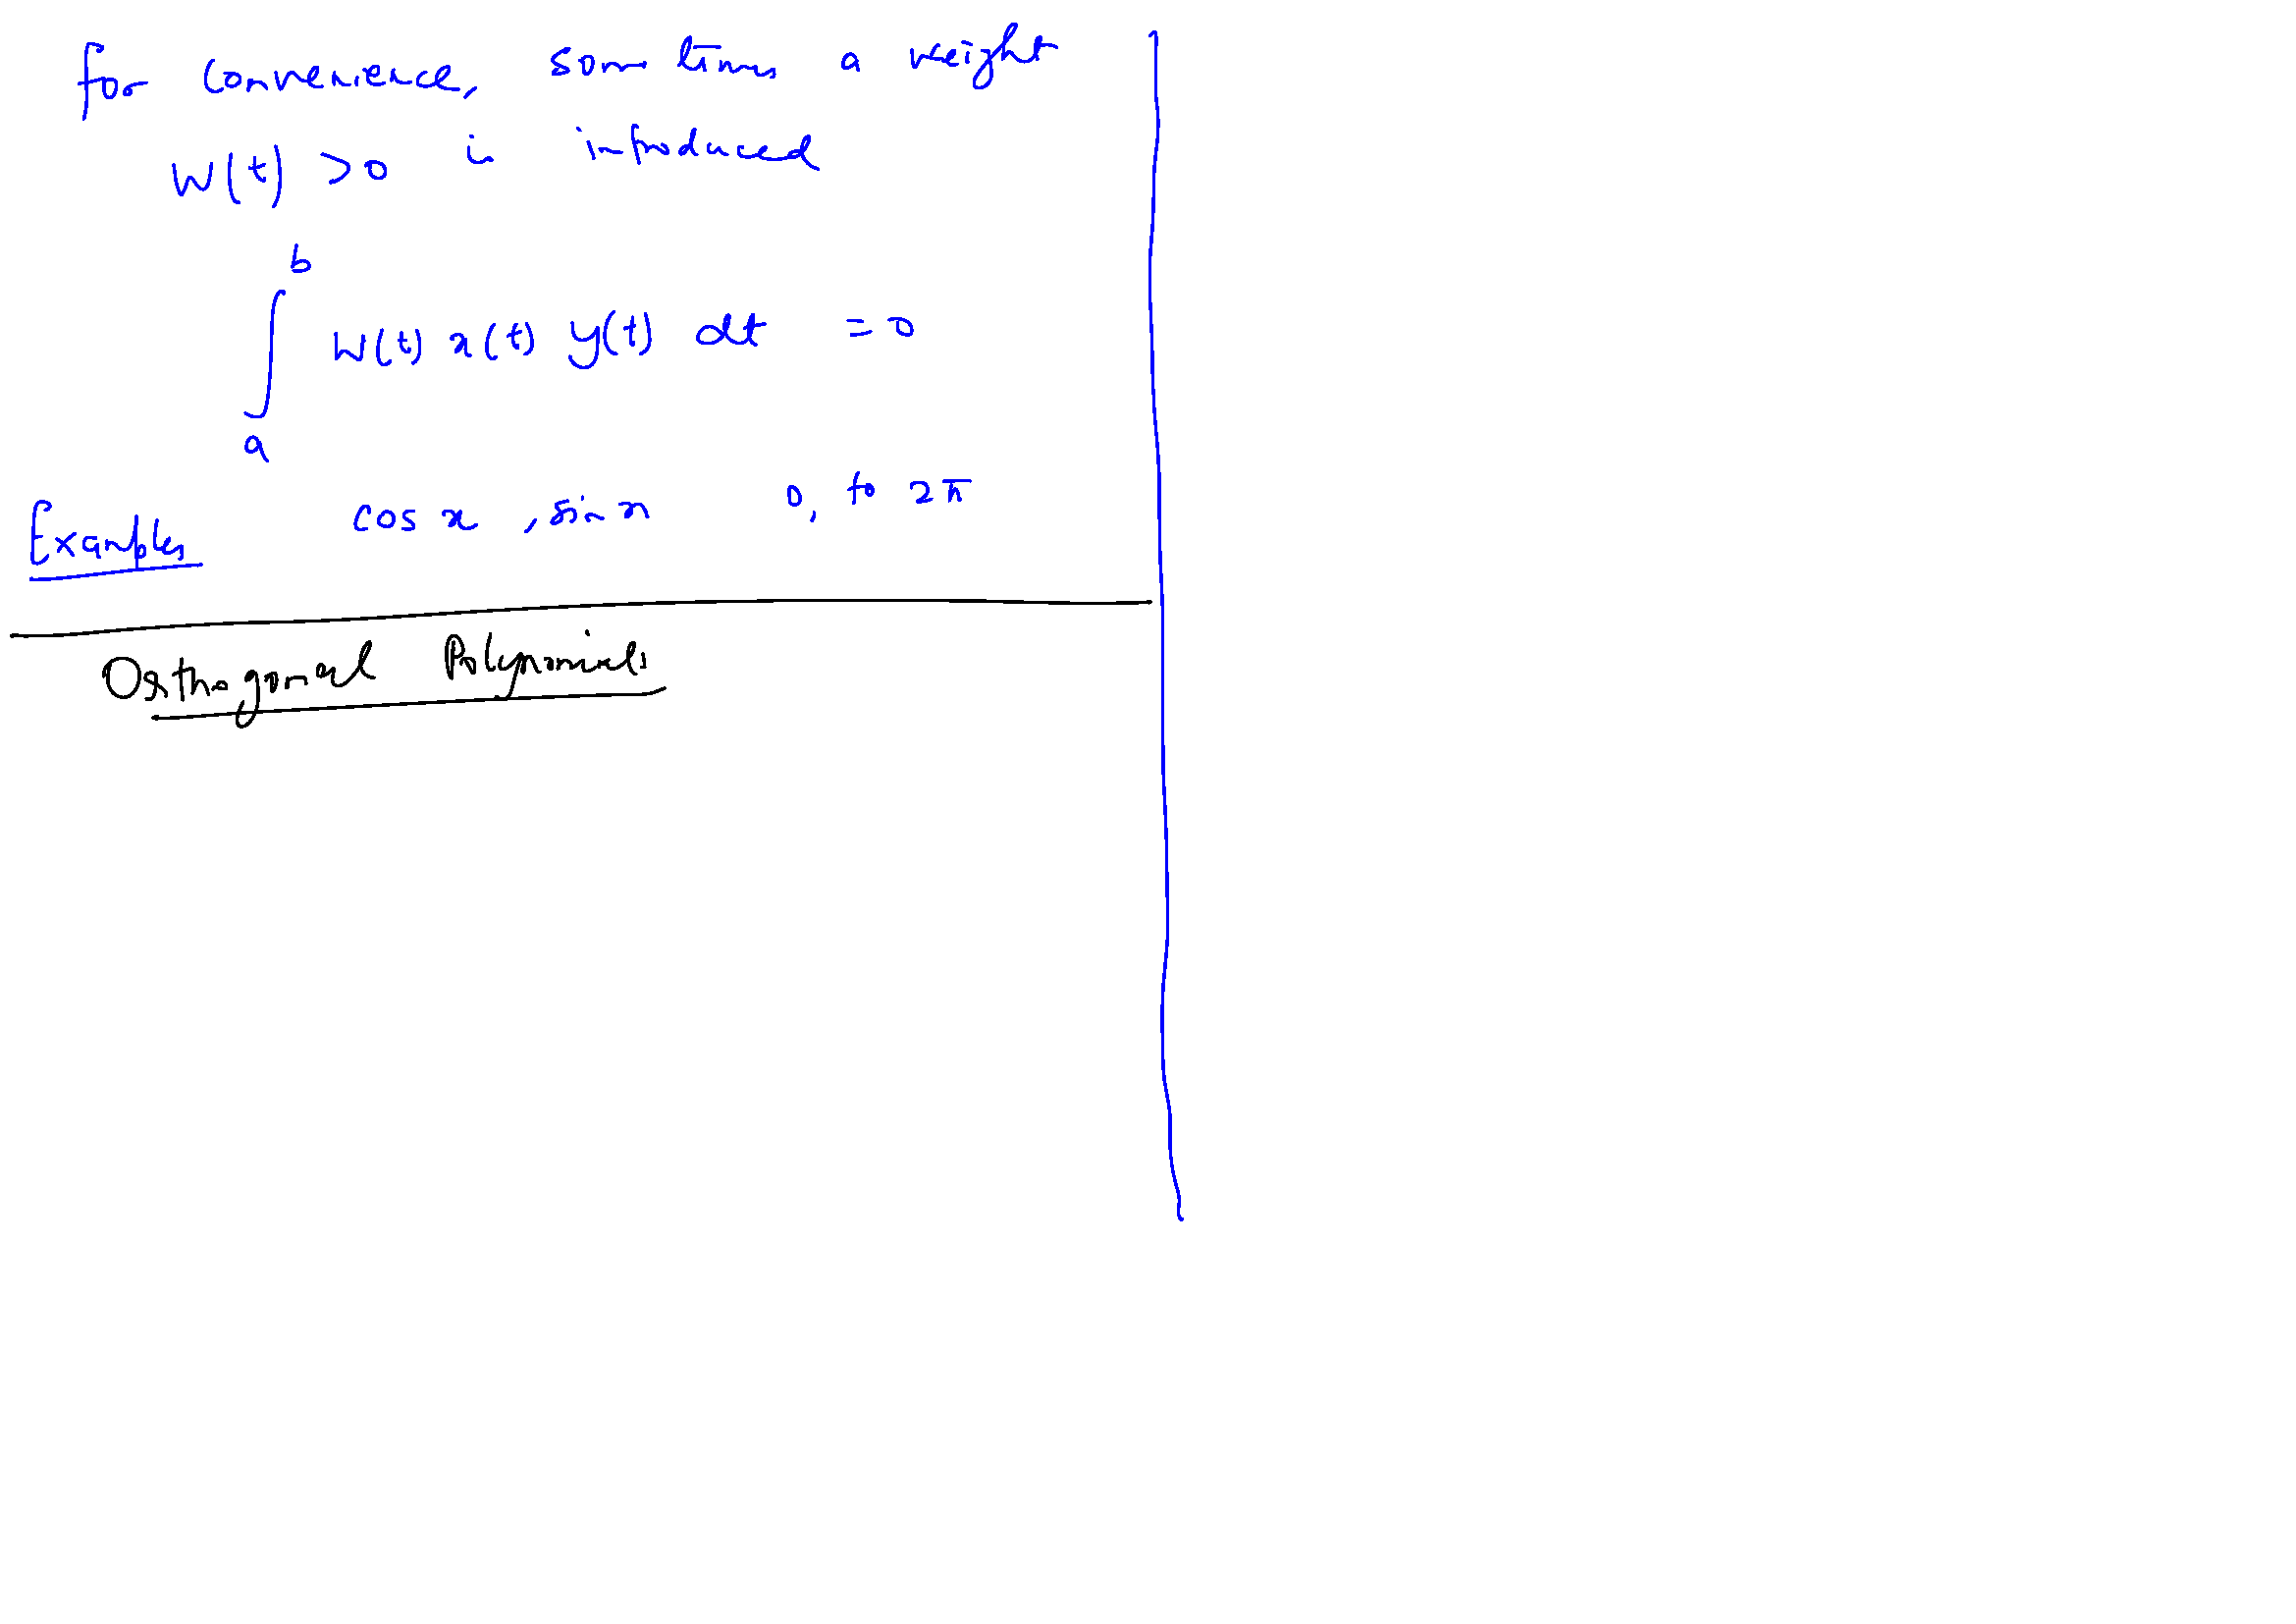 for convenience, some times a weight
W(t) >0 is introduced
b
∫ W(t) x(t) y(t) dt =0
a
Examples cos x , sin x 0, to 2π
Orthogonal Polynomials